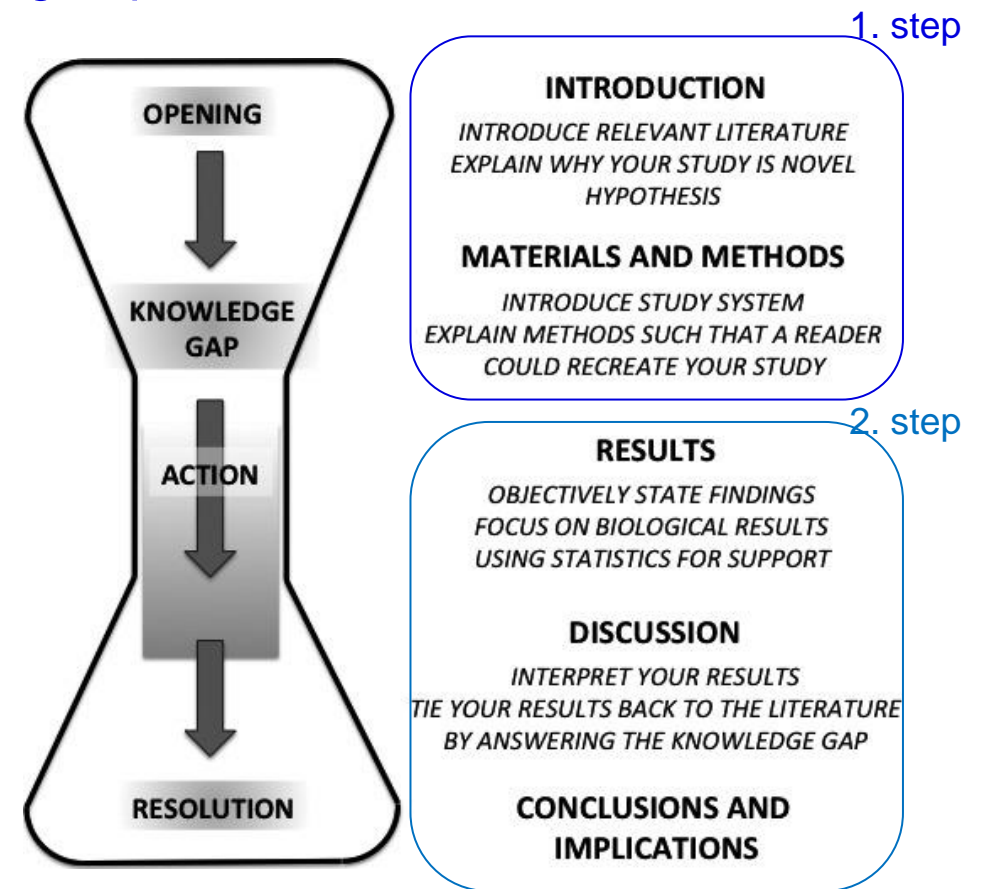 1. step
OPENING
KNOWLEDGE
GAP
ACTION
RESOLUTION
INTRODUCTION
INTRODUCE RELEVANT LITERATURE
EXPLAIN WHY YOUR STUDY IS NOVEL
HYPOTHESIS
MATERIALS AND METHODS
INTRODUCE STUDY SYSTEM
EXPLAIN METHODS SUCH THAT A READER
COULD RECREATE YOUR STUDY
2. step
RESULTS
OBJECTIVELY STATE FINDINGS
FOCUS ON BIOLOGICAL RESULTS
USING STATISTICS FOR SUPPORT
DISCUSSION
INTERPRET YOUR RESULTS
TIE YOUR RESULTS BACK TO THE LITERATURE
BY ANSWERING THE KNOWLEDGE GAP
CONCLUSIONS AND
IMPLICATIONS